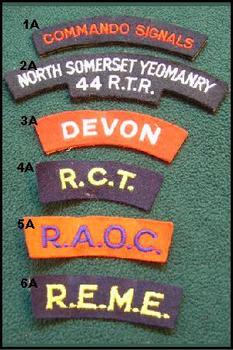 1A
COMMANDO SIGNALS
2A
NORTH SOMERSET YEOMANRY
44 R.T.R.
3A
DEVON
4A
R.C.T.
5A
R.A.O.C.
6A
R.E.M.E.